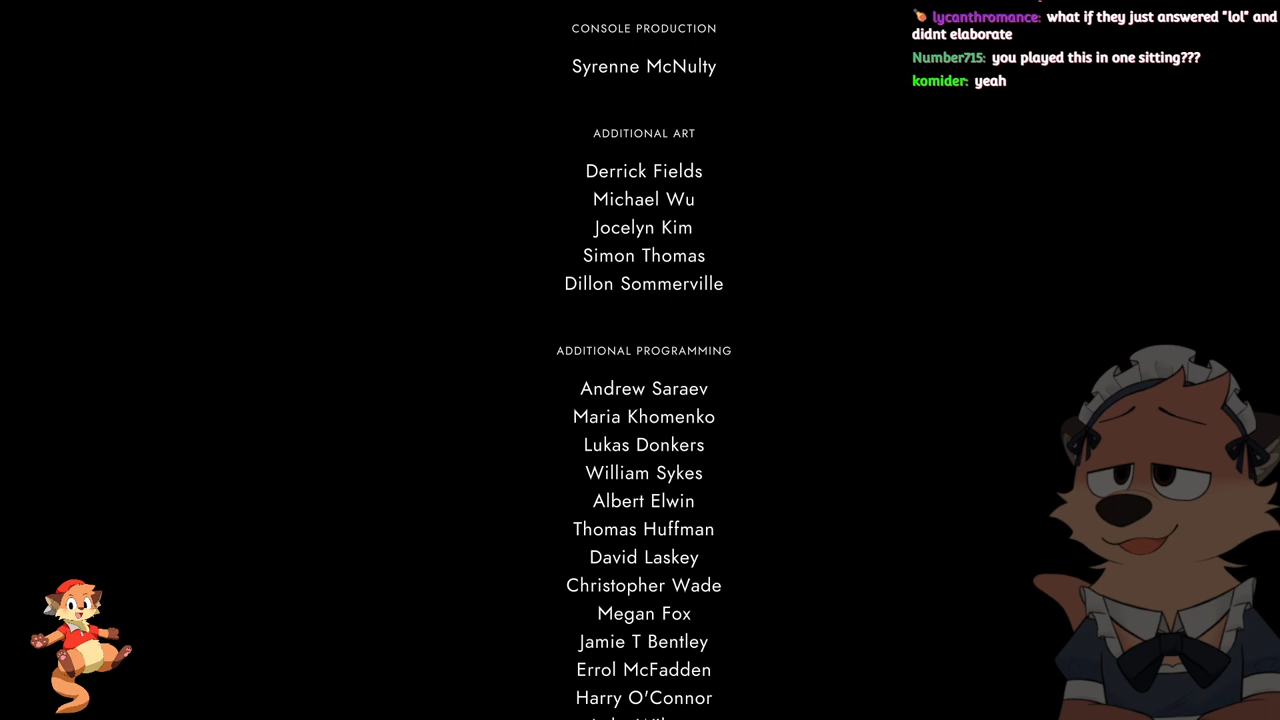 CONSOLE PRODUCTION
Syrenne McNulty
ADDITIONAL ART
Derrick Fields
Michael Wu
Jocelyn Kim
Simon Thomas
Dillon Sommerville
ADDITIONAL PROGRAMMING
Andrew Saraev
Maria Khomenko
Lukas Donkers
William Sykes
Albert Elwin
Thomas Huffman
David Laskey
Christopher Wade
Megan Fox
Jamie T Bentley
Errol McFadden
Harry O'Connor
lycanthromance: what if they just answered "lol" and
didnt elaborate
Number715: you played this in one sitting???
komider: yeah